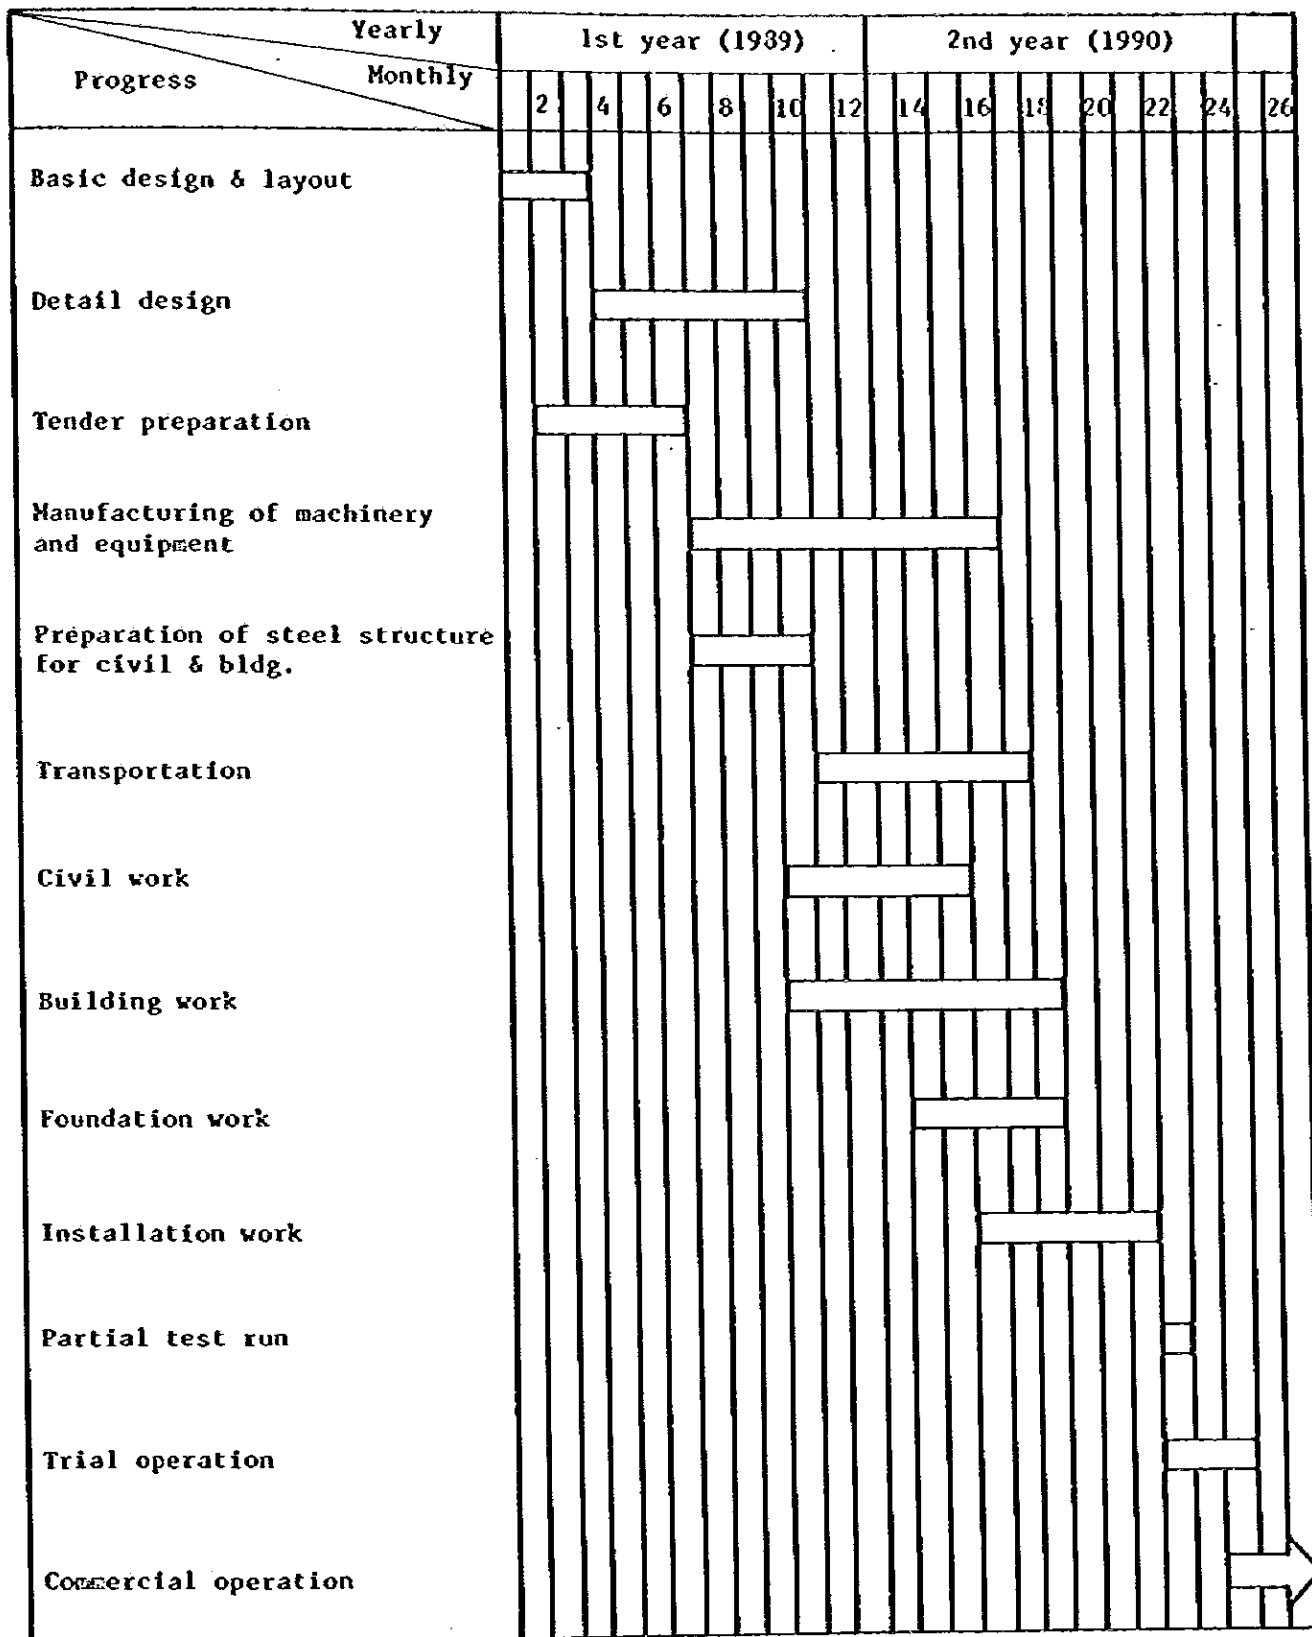 Yearly
1st year (1989)
2nd year (1990)
Progress
Monthly
2 4 6 8 10 12 14 16 18 20 22 24 26
Basic design & layout
Detail design
Tender preparation
Manufacturing of machinery
and equipment
Preparation of steel structure
for civil & bldg.
Transportation
Civil work
Building work
Foundation work
Installation work
Partial test run
Trial operation
Commercial operation